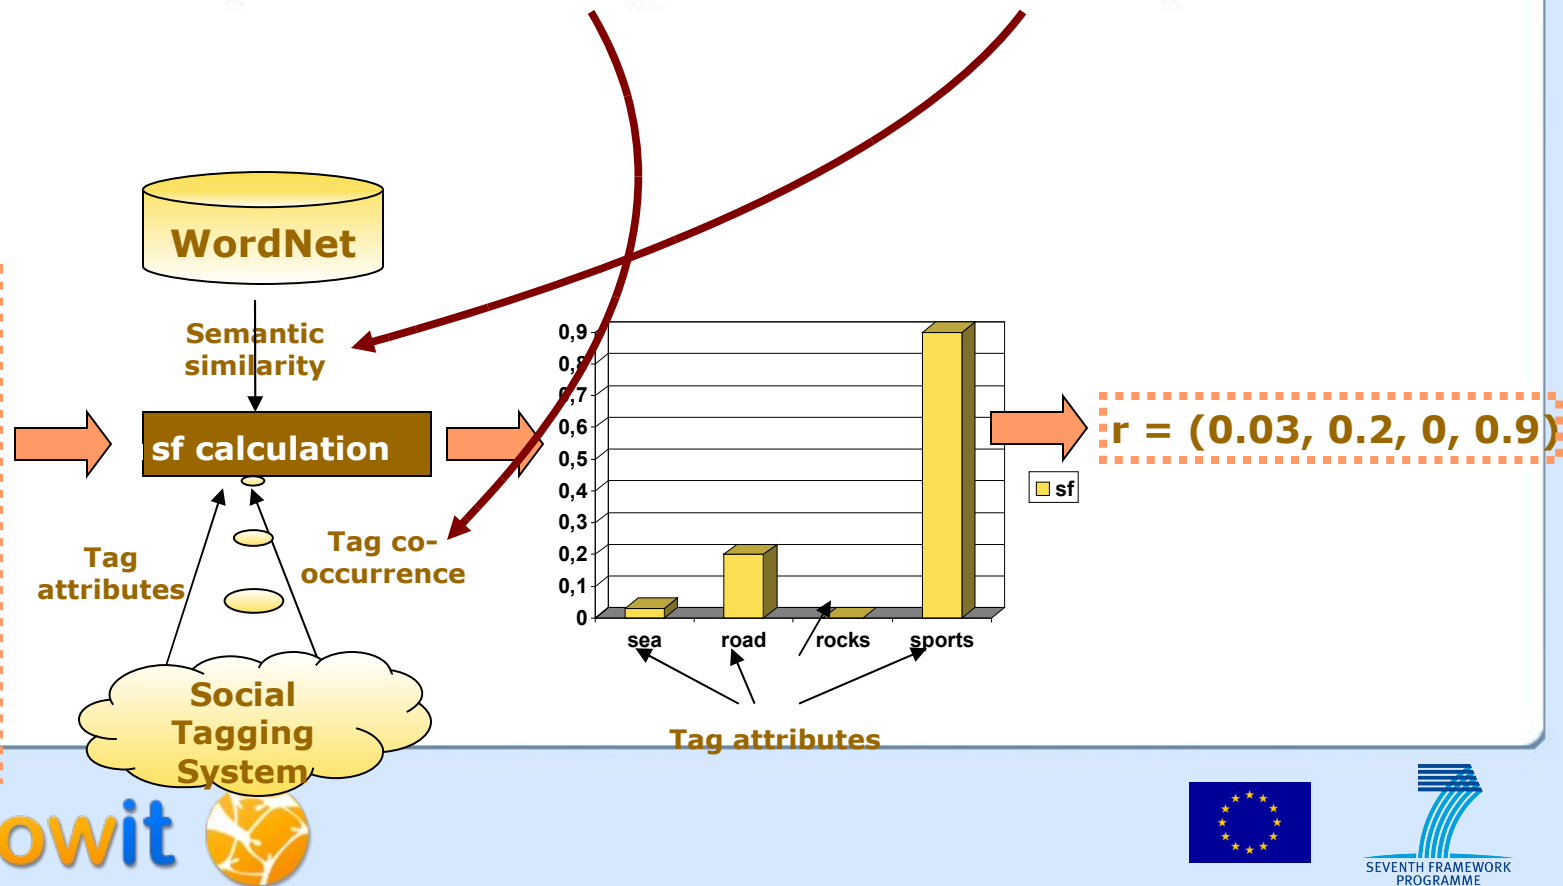 WordNet
Semantic
similarity
sf calculation
Tag
attributes
Tag co-
occurrence
Social
Tagging
System
0,9
0,8
0,7
0,6
0,5
0,4
0,3
0,2
0,1
0
sea road rocks sports
sf
Tag attributes
r = (0.03, 0.2, 0, 0.9)
owit
SEVENTH FRAMEWORK
PROGRAMME